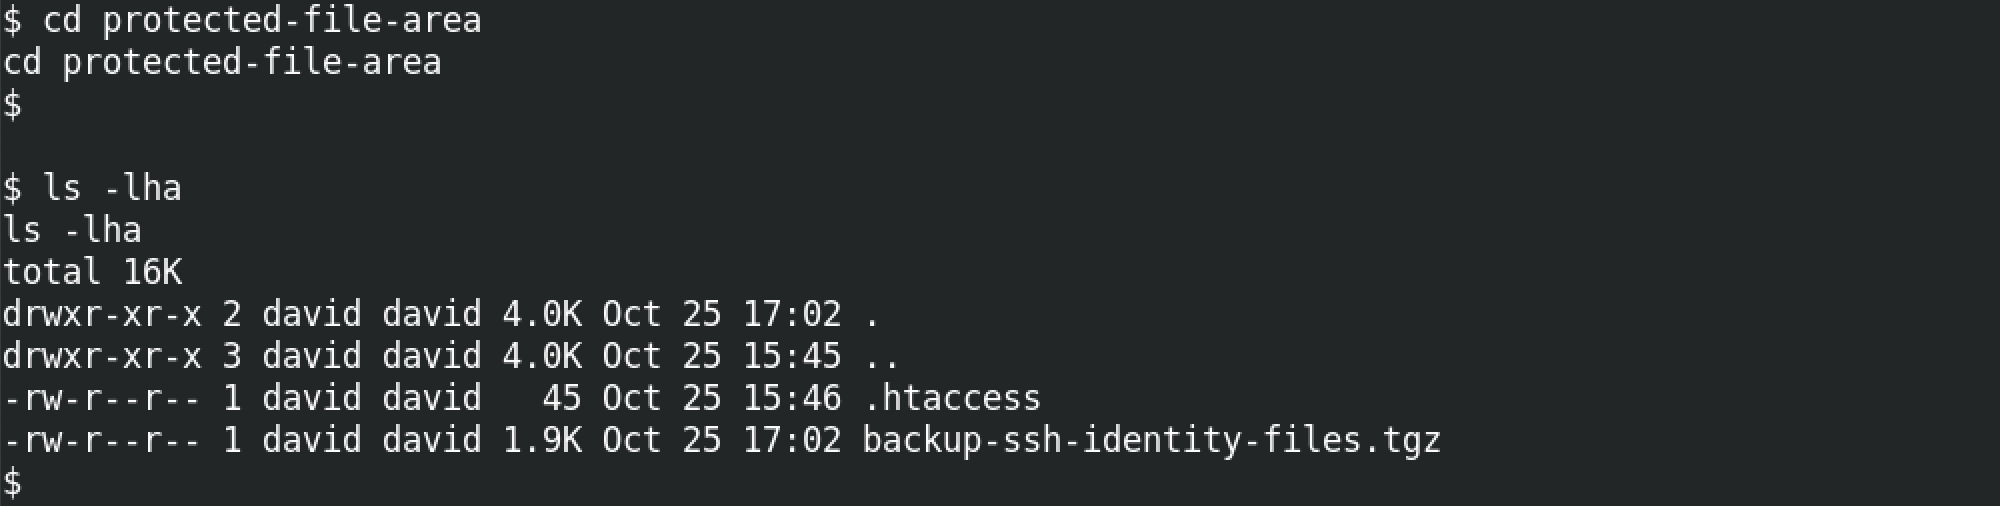 $ cd protected-file-area
cd protected-file-area
$
$ ls -lha
ls -lha
total 16K
drwxr-xr-x 2 david david 4.0K Oct 25 17:02 .
drwxr-xr-x 3 david david 4.0K Oct 25 15:45 ..
-rw-r--r-- 1 david david   45 Oct 25 15:46 .htaccess
-rw-r--r-- 1 david david 1.9K Oct 25 17:02 backup-ssh-identity-files.tgz
$